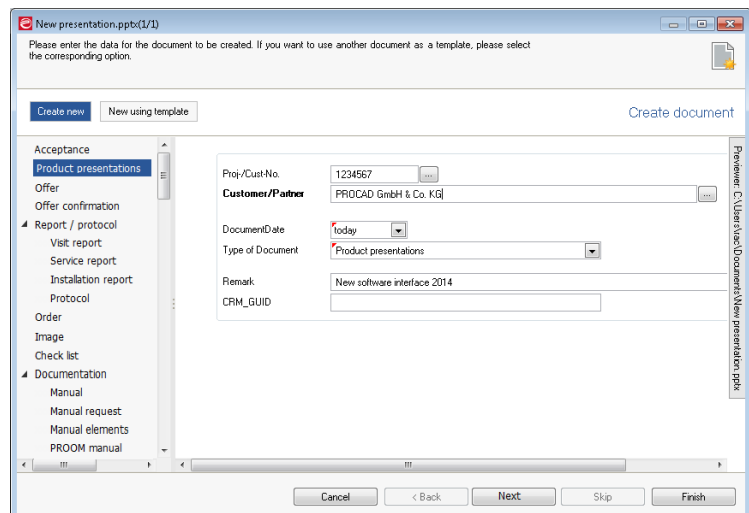 New presentation.pptx(1/1)
Please enter the data for the document to be created. If you want to use another document as a template, please select
the corresponding option.
Create new
New using template
Create document
Acceptance
Product presentations
Offer
Offer confirmation
Report / protocol
Visit report
Service report
Installation report
Protocol
Order
Image
Check list
Documentation
Manual
Manual request
Manual elements
PROOM manual
Proj-/Cust-No.
1234567
...
Customer/Partner
PROCAD GmbH & Co. KG
...
DocumentDate
today
Type of Document
Product presentations
Remark
New software interface 2014
CRM_GUID
Previewer: C:\Users\rac\Documents\New presentation.pptx
Cancel
< Back
Next
Skip
Finish